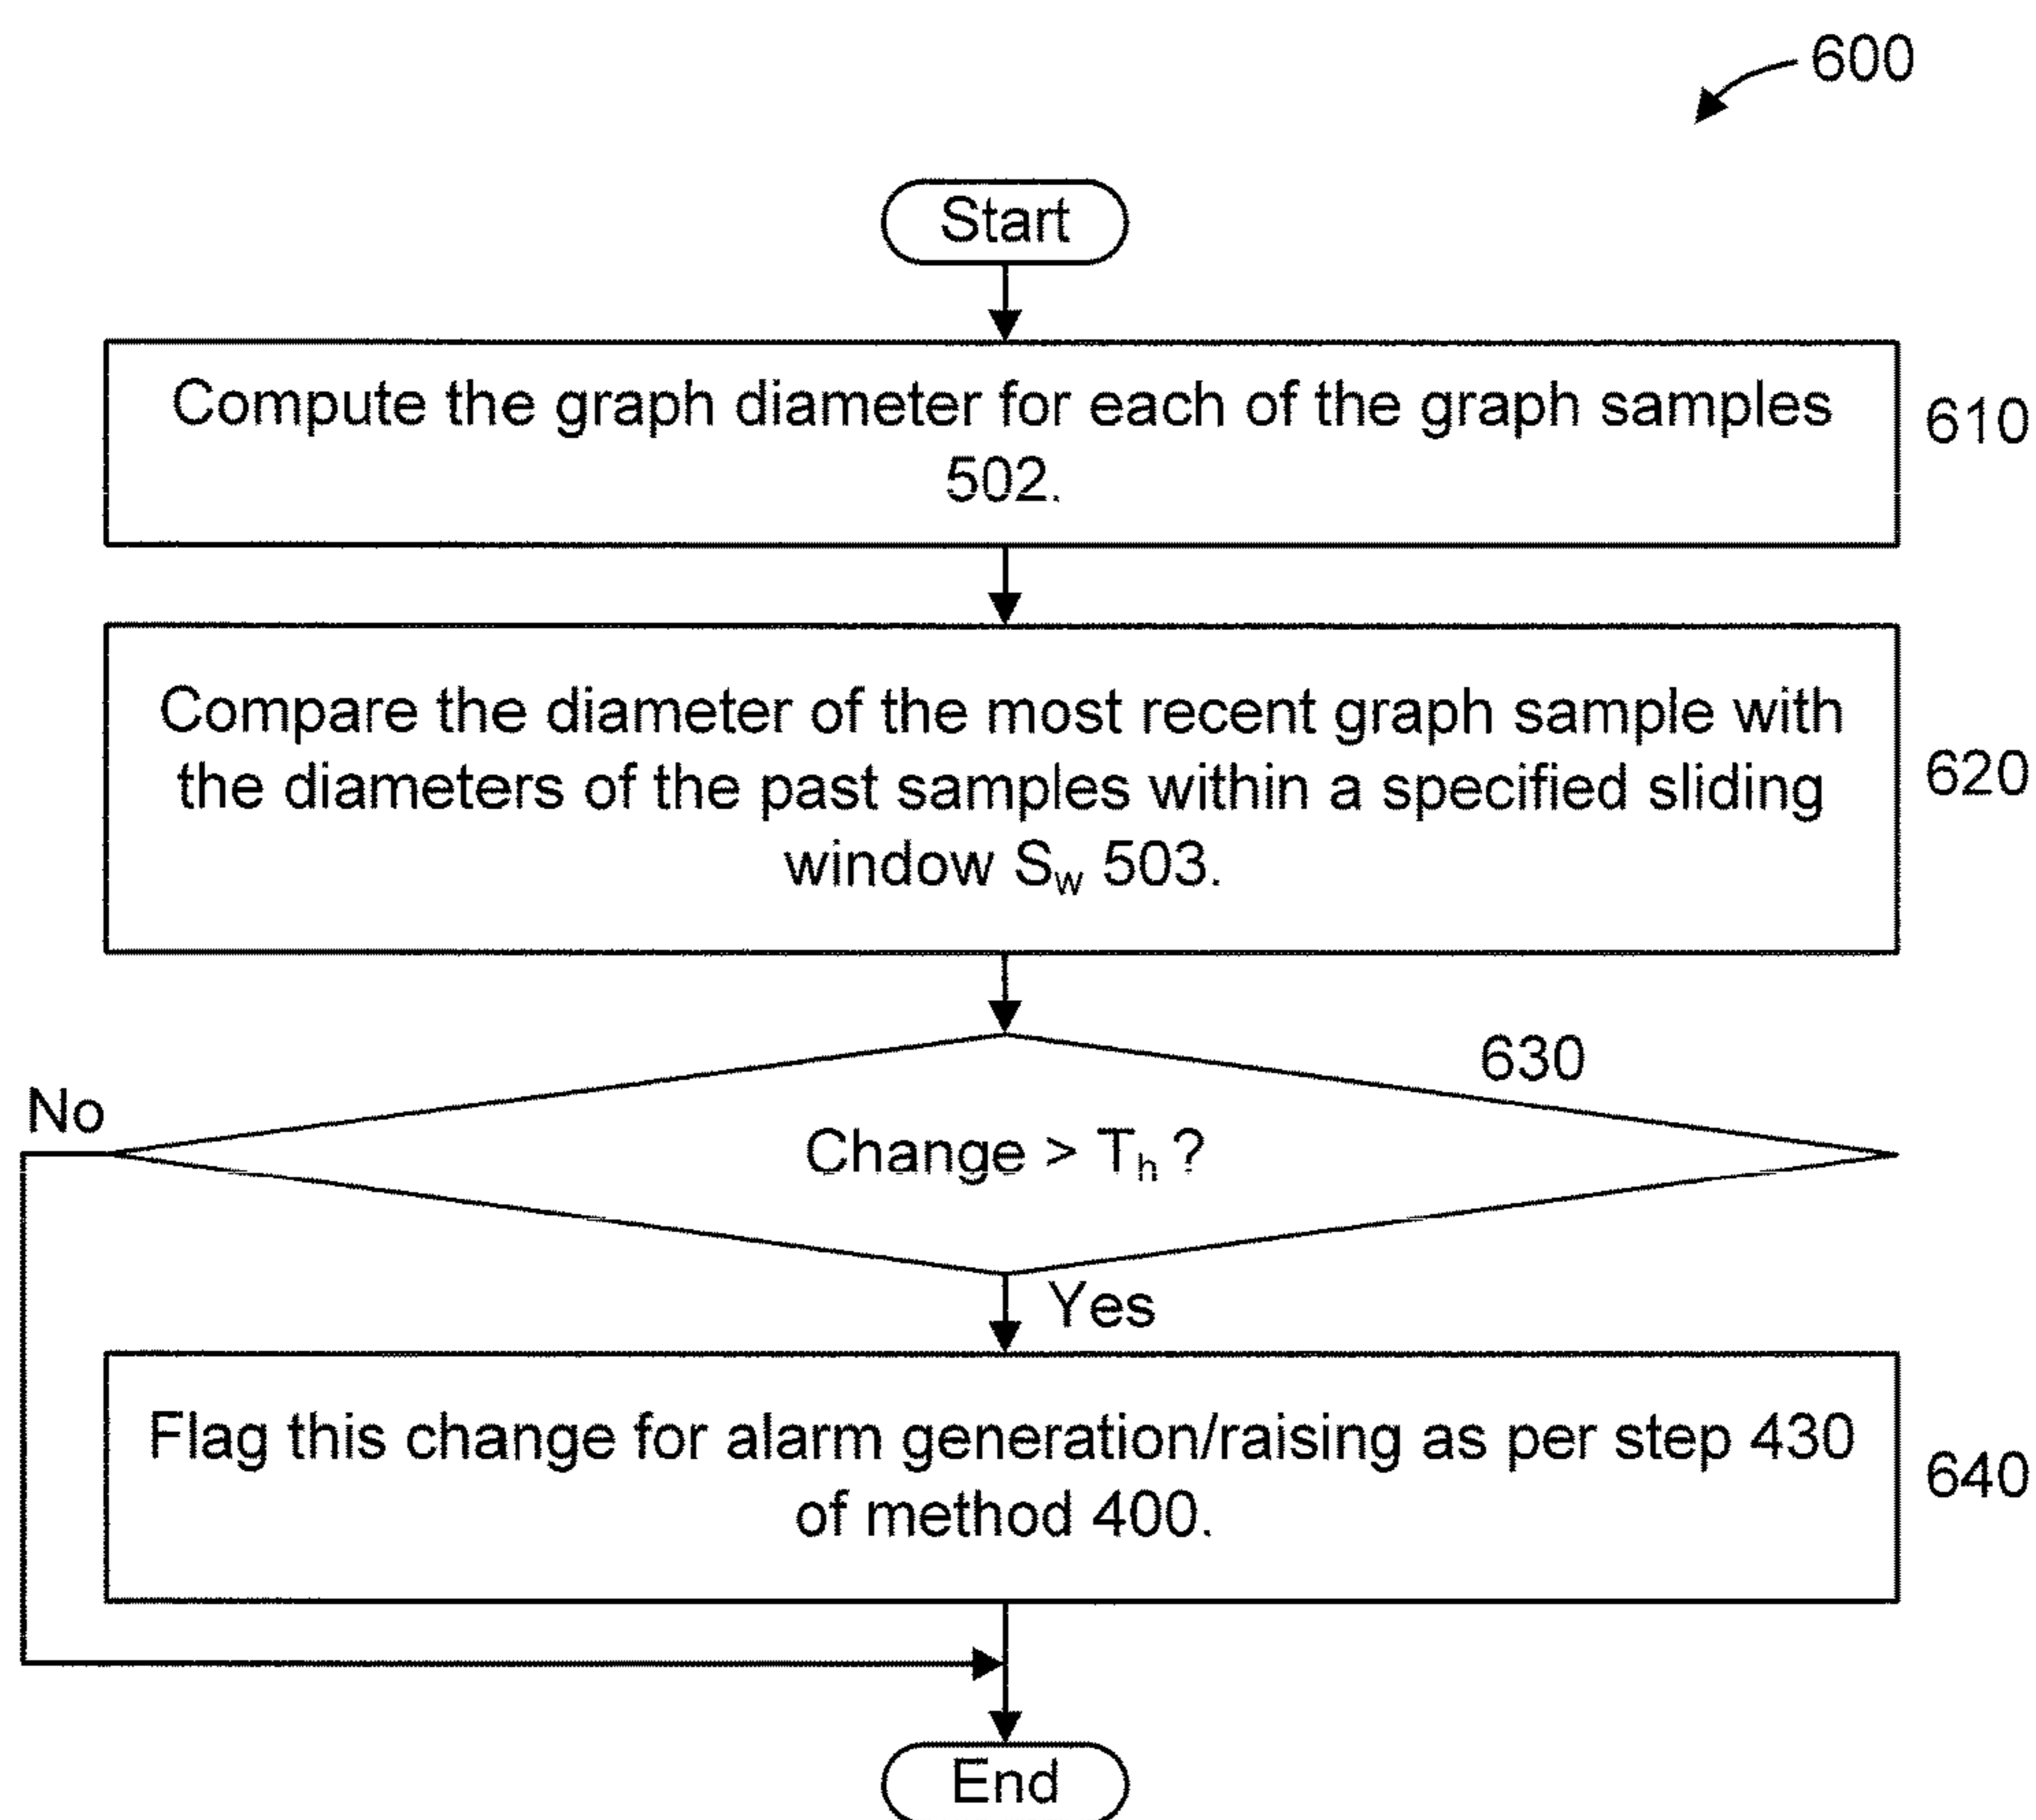 600
Start
Compute the graph diameter for each of the graph samples
502.
610
Compare the diameter of the most recent graph sample with
the diameters of the past samples within a specified sliding
window Sw 503.
620
630
No
Change > Th ?
Yes
Flag this change for alarm generation/raising as per step 430
of method 400.
640
End